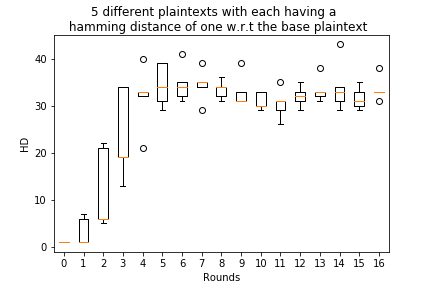 5 different plaintexts with each having a
hamming distance of one w.r.t the base plaintext
40
30
20
10
0
HD
0 1 2 3 4 5 6 7 8 9 10 11 12 13 14 15 16
Rounds